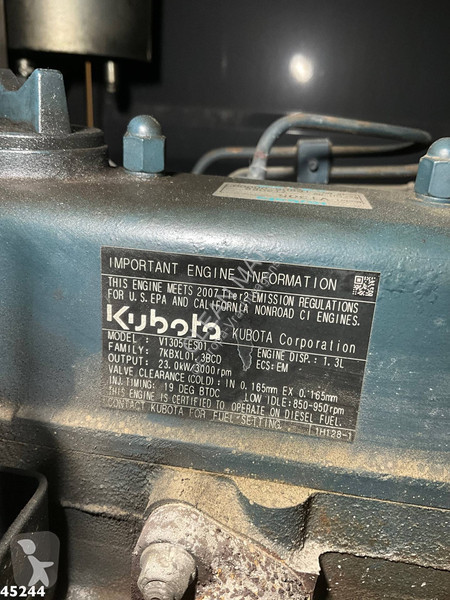 IMPORTANT ENGINE INFORMATION
THIS ENGINE MEETS 2007 Tier2 EMISSION REGULATIONS
FOR U.S. EPA AND CALIFORNIA NONROAD CI ENGINES.
Kubota KUBOTA Corporation
MODEL: V1305EES01
FAMILY: 7KBXL01.3BCD ENGINE DISP.: 1.3L
OUTPUT: 23.0kW/3000rpm ECS: EM
VALVE CLEARANCE (COLD): IN 0.165mm EX 0.165mm
INJ. TIMING: 19 DEG BTDC LOW IDLE: 850-950rpm
THIS ENGINE IS CERTIFIED TO OPERATE ON DIESEL FUEL.
CONTACT KUBOTA FOR FUEL-SETTING.
1H128-1
45244